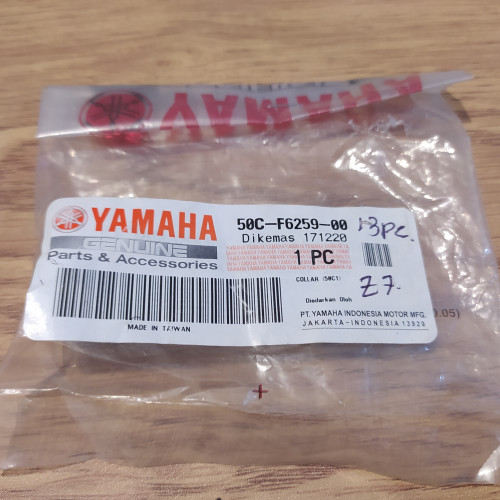 YAMAHA
YAMAHA
GENUINE
Parts & Accessories
50C-F6259-00
Dikemas 171220
1 PC
13pc.
COLLAR (5WC1)
Z7.
Diedarkan Oleh
PT. YAMAHA INDONESIA MOTOR MFG.
JAKARTA-INDONESIA 13920
MADE IN TAIWAN